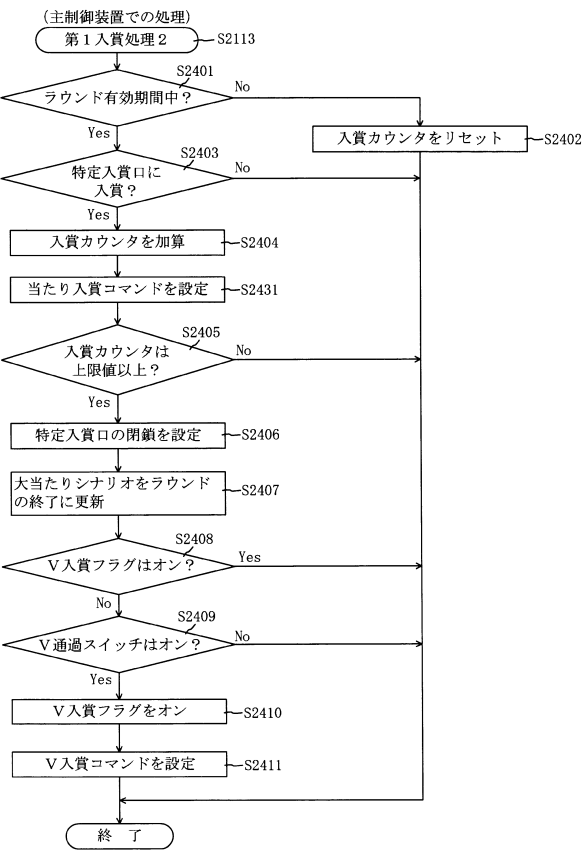 (主制御装置での処理)
第1入賞処理2
S2113
S2401
ラウンド有効期間中?
No
Yes
入賞カウンタをリセット
S2402
S2403
特定入賞口に
入賞?
No
Yes
入賞カウンタを加算
S2404
当たり入賞コマンドを設定
S2431
S2405
入賞カウンタは
上限値以上?
No
Yes
特定入賞口の閉鎖を設定
S2406
大当たりシナリオをラウンド
の終了に更新
S2407
S2408
V入賞フラグはオン?
Yes
No
S2409
V通過スイッチはオン?
No
Yes
V入賞フラグをオン
S2410
V入賞コマンドを設定
S2411
終 了